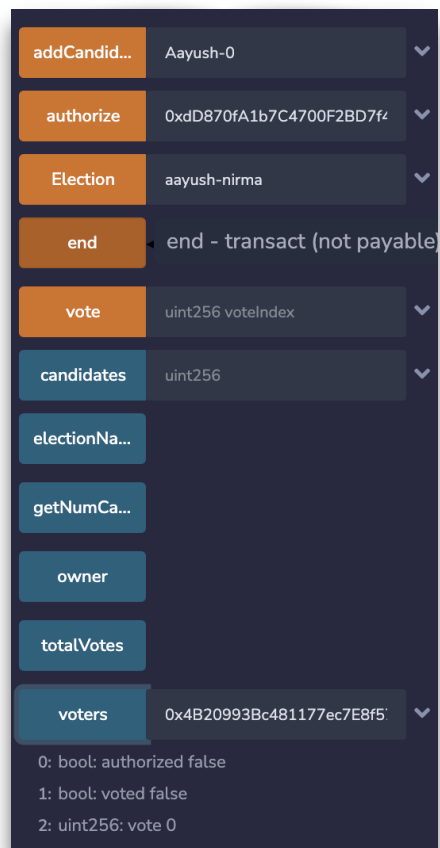 addCandid... Aayush-0
authorize 0xdD870fA1b7C4700F2BD7f4
Election aayush-nirma
end end - transact (not payable)
vote uint256 voteIndex
candidates uint256
electionNa...
getNumCa...
owner
totalVotes
voters 0x4B20993Bc481177ec7E8f5
0: bool: authorized false
1: bool: voted false
2: uint256: vote 0